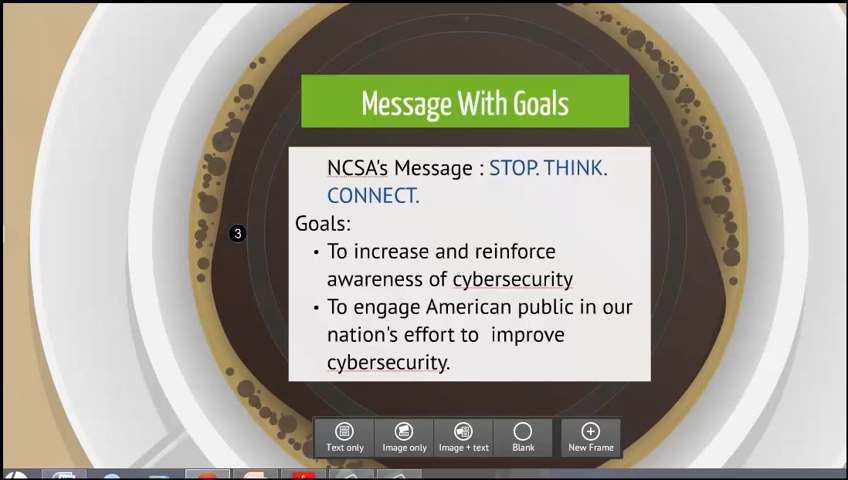 Message With Goals
NCSA's Message : STOP. THINK.
CONNECT.
Goals:
• To increase and reinforce
awareness of cybersecurity
• To engage American public in our
nation's effort to  improve
cybersecurity.
3
Text only
Image only
Image + text
Blank
New Frame